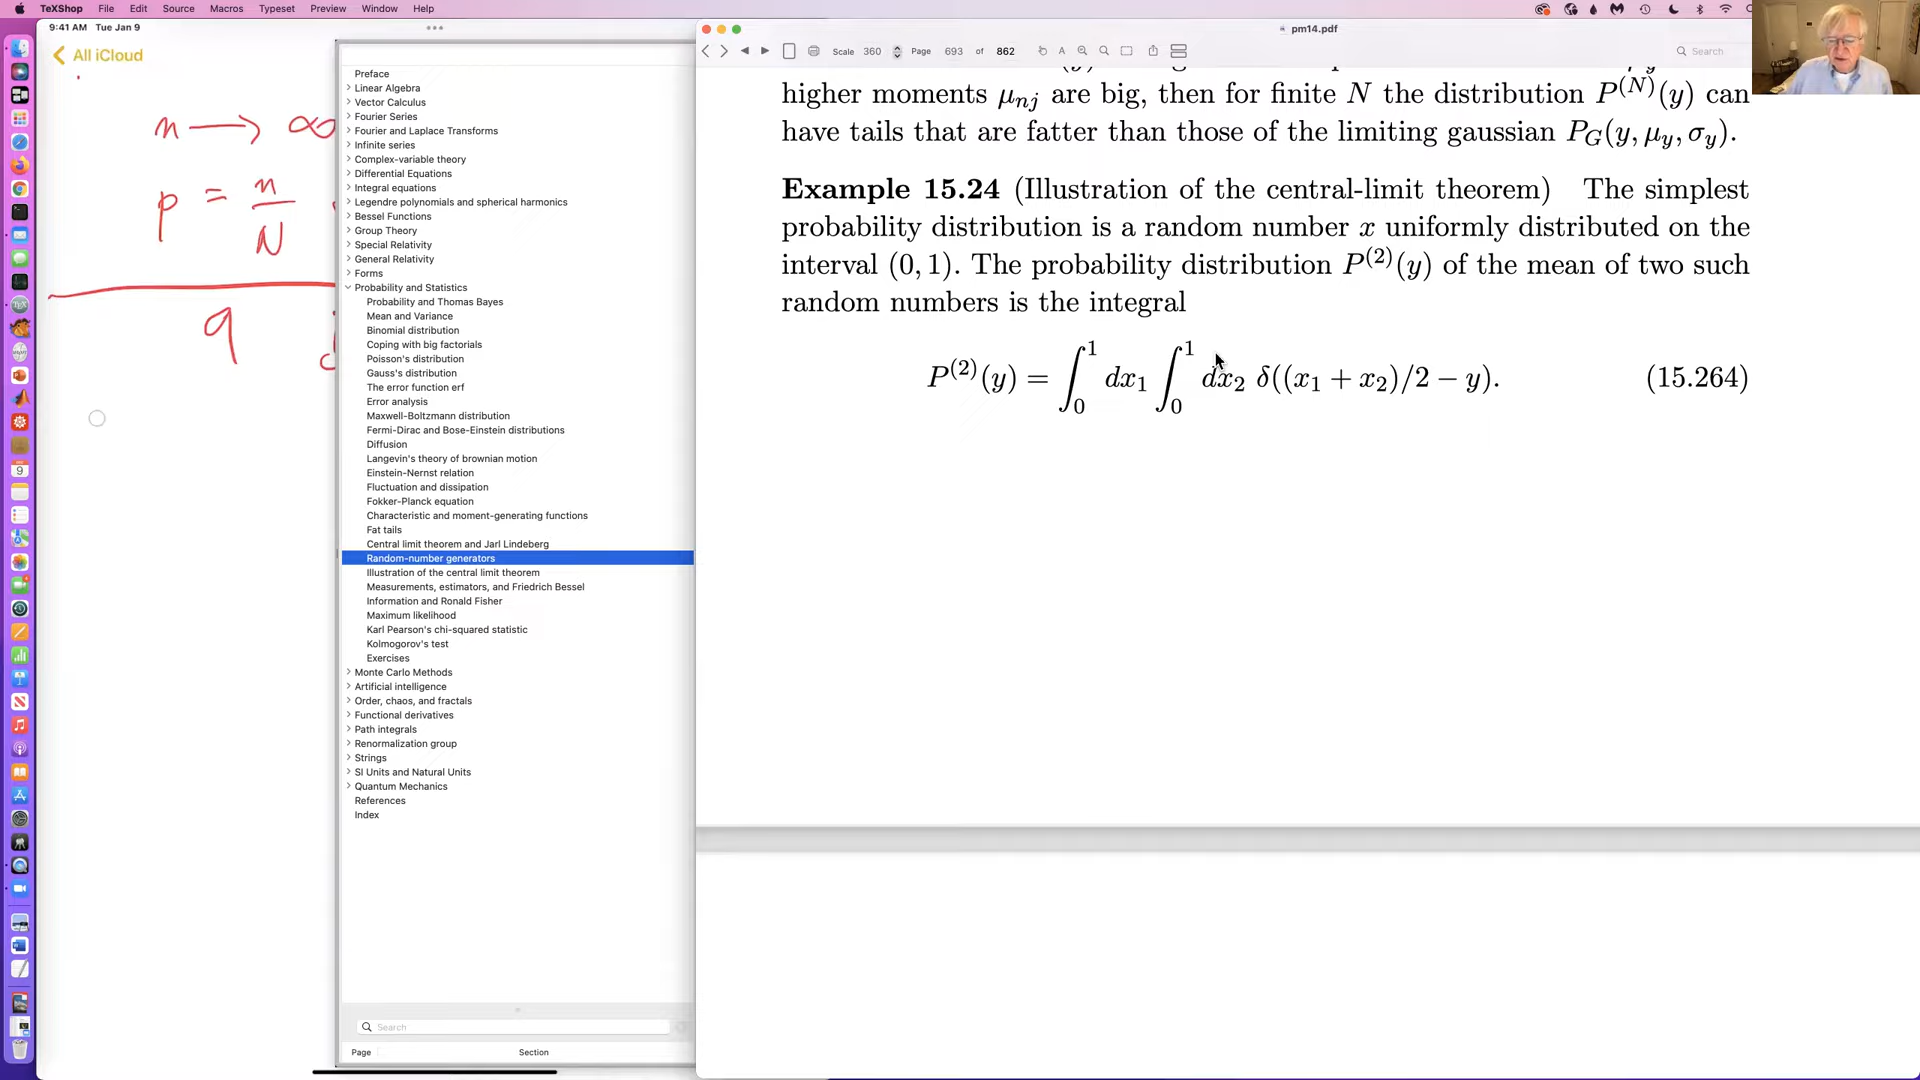 TeXShop File Edit Source Macros Typeset Preview Window Help
9:41 AM Tue Jan 9
All iCloud
n → ∞
p = n/N
q
Preface
Linear Algebra
Vector Calculus
Fourier Series
Fourier and Laplace Transforms
Infinite series
Complex-variable theory
Differential Equations
Integral equations
Legendre polynomials and spherical harmonics
Bessel Functions
Group Theory
Special Relativity
General Relativity
Forms
Probability and Statistics
Probability and Thomas Bayes
Mean and Variance
Binomial distribution
Coping with big factorials
Poisson's distribution
Gauss's distribution
The error function erf
Error analysis
Maxwell-Boltzmann distribution
Fermi-Dirac and Bose-Einstein distributions
Diffusion
Langevin's theory of brownian motion
Einstein-Nernst relation
Fluctuation and dissipation
Fokker-Planck equation
Characteristic and moment-generating functions
Fat tails
Central limit theorem and Jarl Lindeberg
Random-number generators
Illustration of the central limit theorem
Measurements, estimators, and Friedrich Bessel
Information and Ronald Fisher
Maximum likelihood
Karl Pearson's chi-squared statistic
Kolmogorov's test
Exercises
Monte Carlo Methods
Artificial intelligence
Order, chaos, and fractals
Functional derivatives
Path integrals
Renormalization group
Strings
SI Units and Natural Units
Quantum Mechanics
References
Index
Search
Page Section
pm14.pdf
Scale 360 Page 693 of 862 Search
higher moments μ_nj are big, then for finite N the distribution P^(N)(y) can
have tails that are fatter than those of the limiting gaussian P_G(y, μ_y, σ_y).
Example 15.24 (Illustration of the central-limit theorem) The simplest
probability distribution is a random number x uniformly distributed on the
interval (0, 1). The probability distribution P^(2)(y) of the mean of two such
random numbers is the integral
P^(2)(y) = ∫_0^1 dx_1 ∫_0^1 dx_2 δ((x_1 + x_2)/2 − y). (15.264)